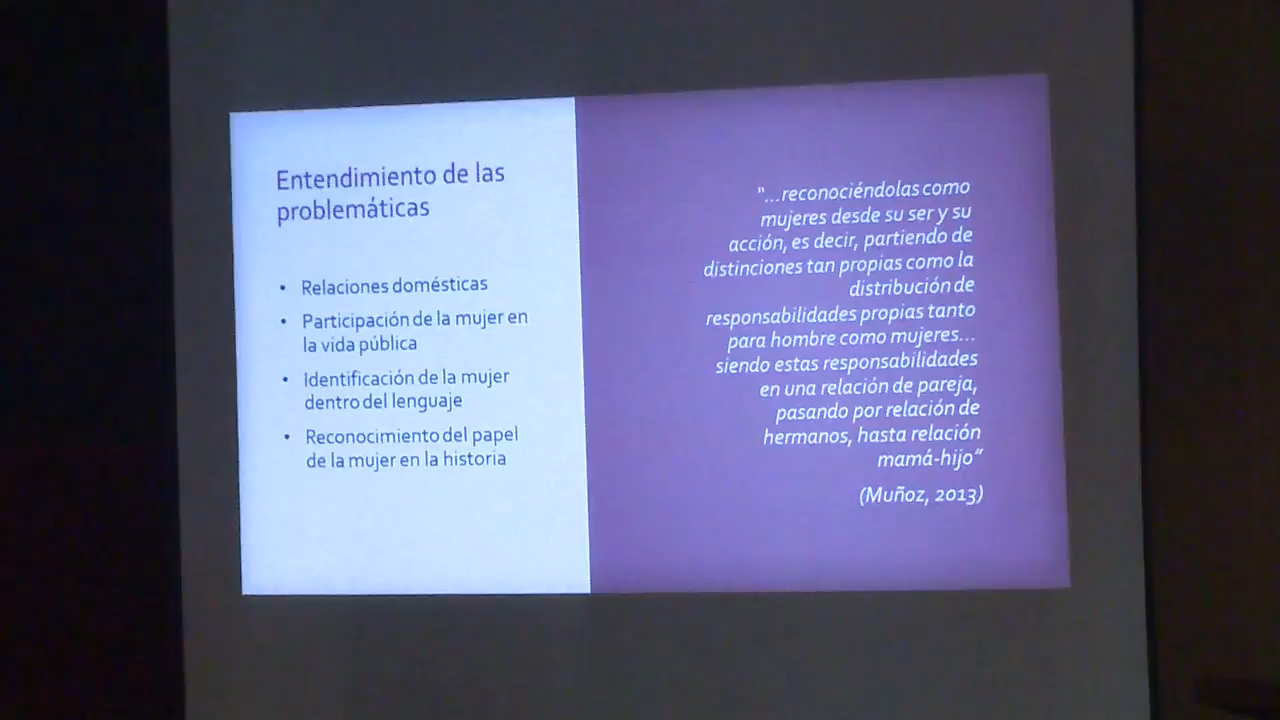 Entendimiento de las
problemáticas
• Relaciones domésticas
• Participación de la mujer en
la vida pública
• Identificación de la mujer
dentro del lenguaje
• Reconocimiento del papel
de la mujer en la historia
"...reconociéndolas como
mujeres desde su ser y su
acción, es decir, partiendo de
distinciones tan propias como la
distribución de
responsabilidades propias tanto
para hombre como mujeres...
siendo estas responsabilidades
en una relación de pareja,
pasando por relación de
hermanos, hasta relación
mamá-hijo"
(Muñoz, 2013)